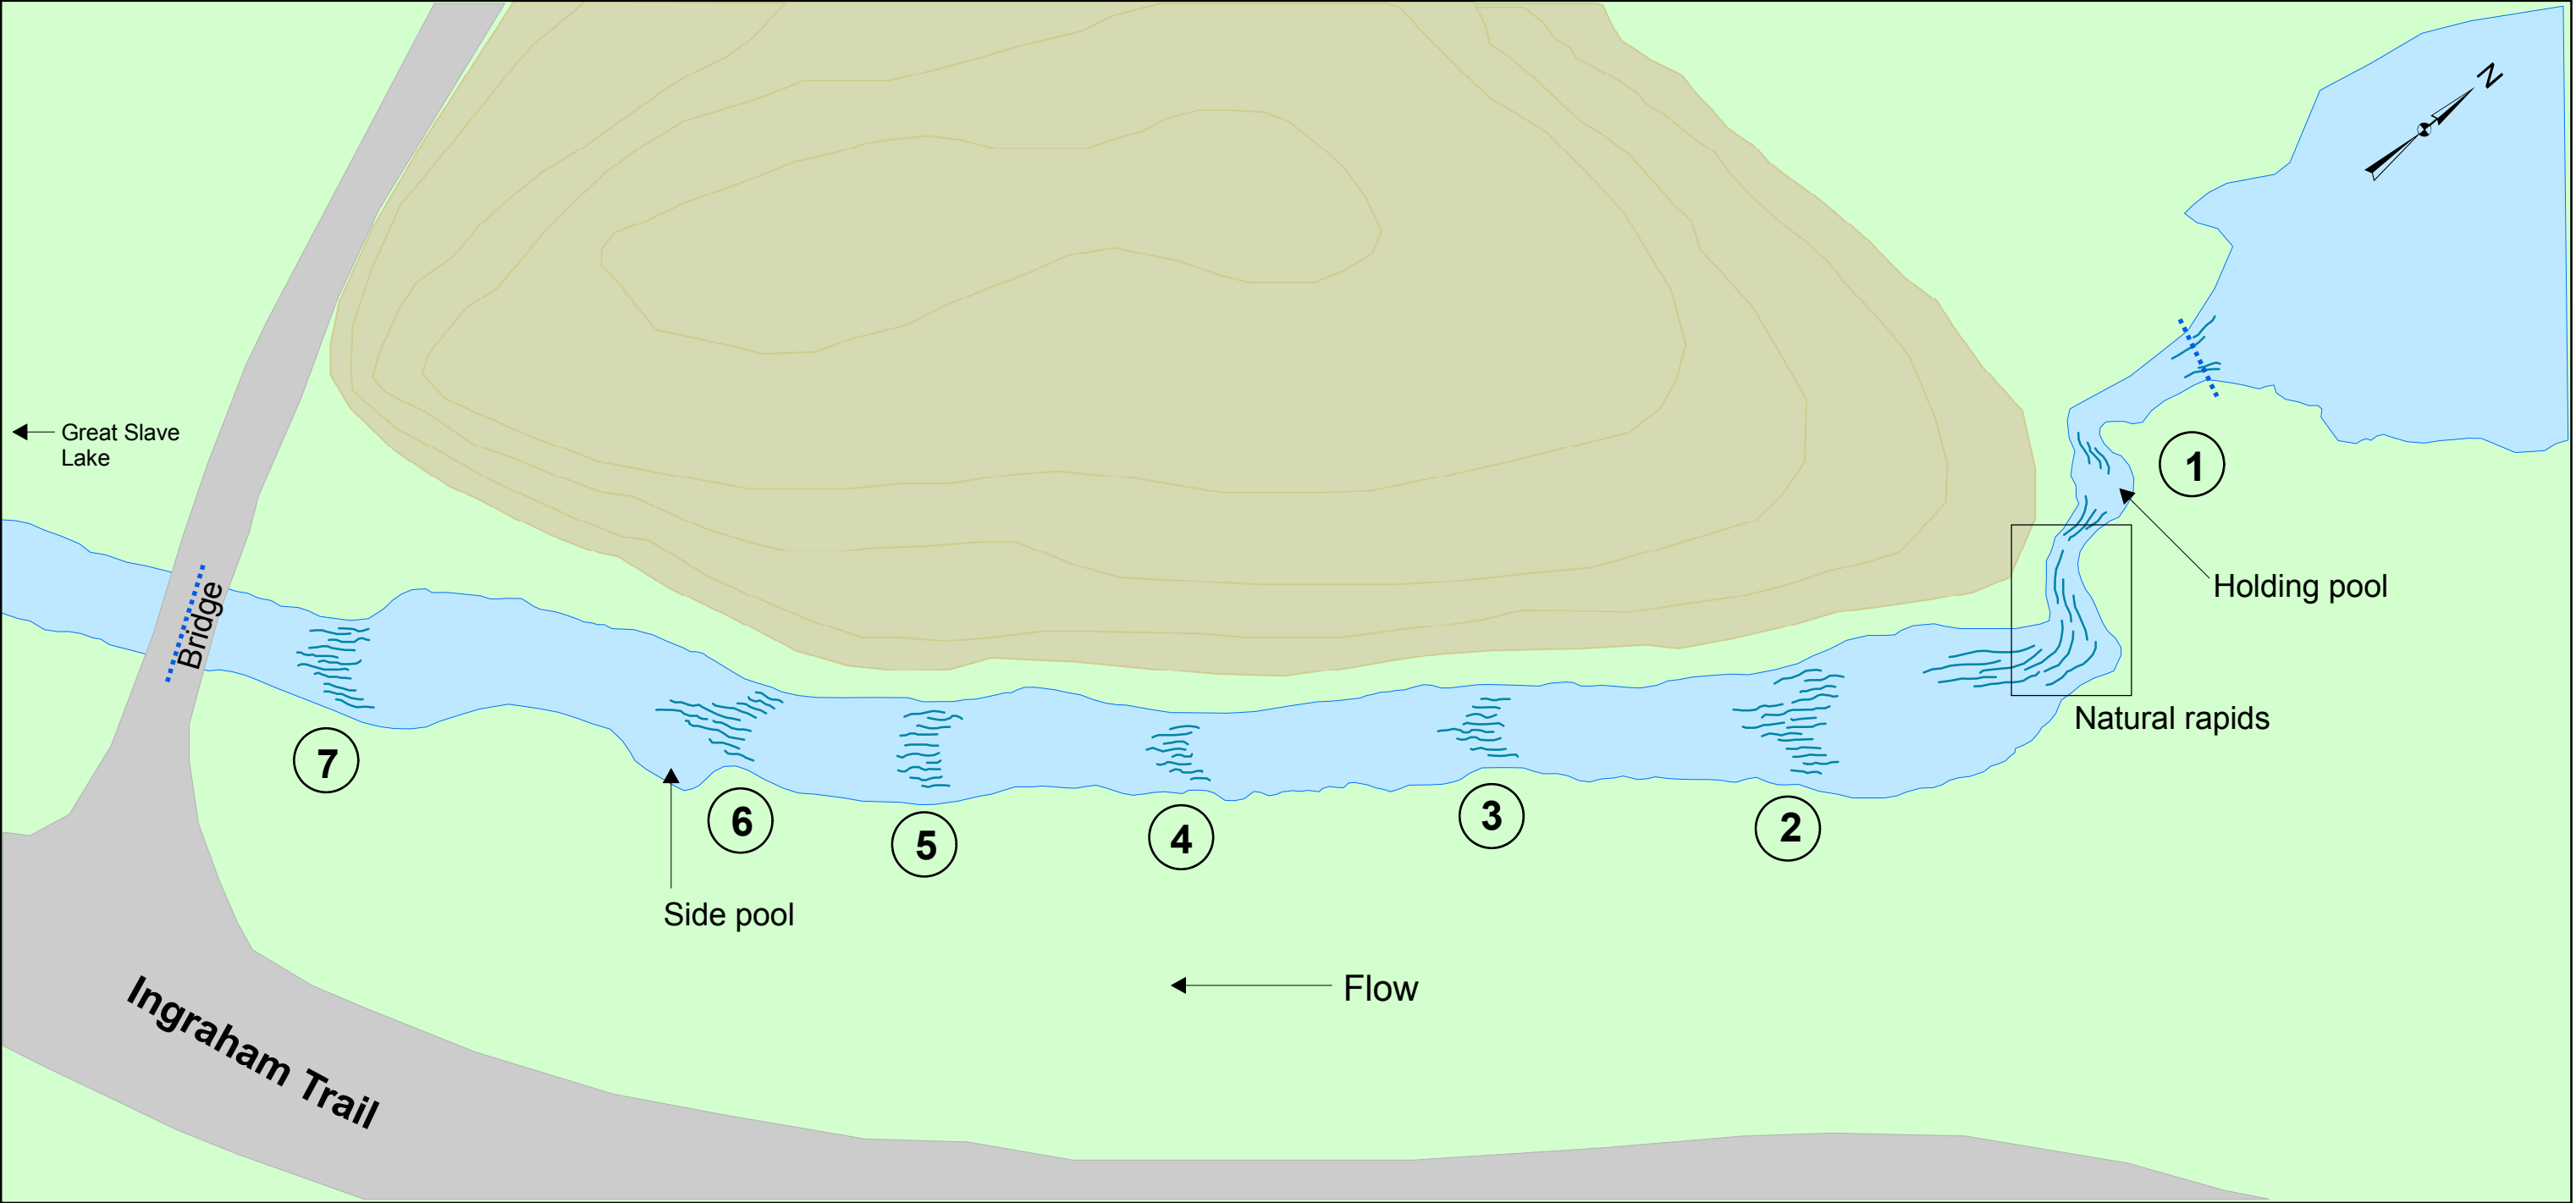 N
Great Slave
Lake
1
Holding pool
Bridge
Natural rapids
7
6
5
4
3
2
Side pool
Flow
Ingraham Trail